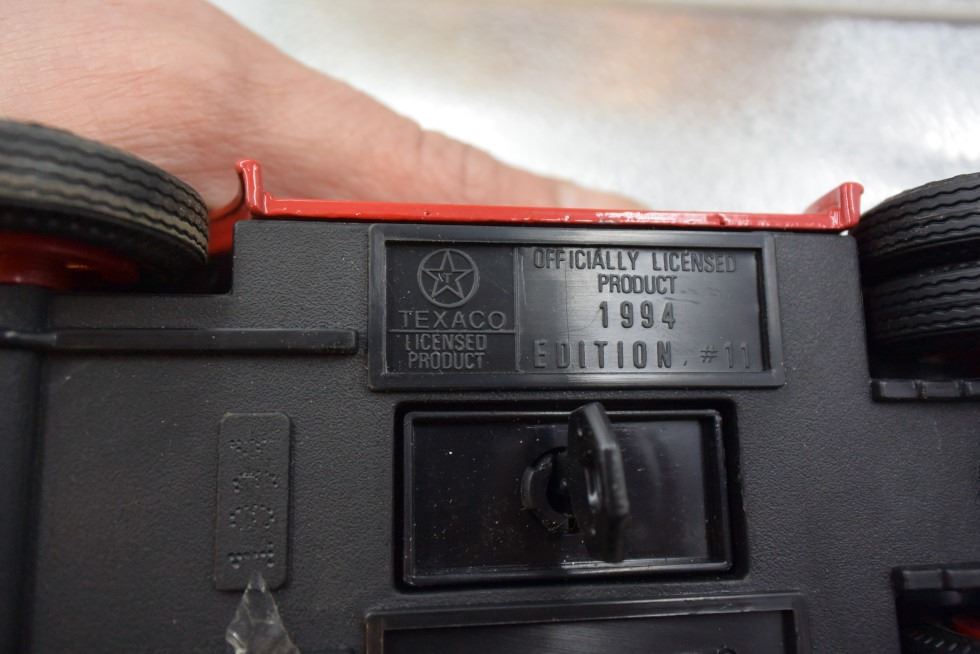 T
TEXACO
LICENSED
PRODUCT
OFFICIALLY LICENSED
PRODUCT
1994
EDITION #11